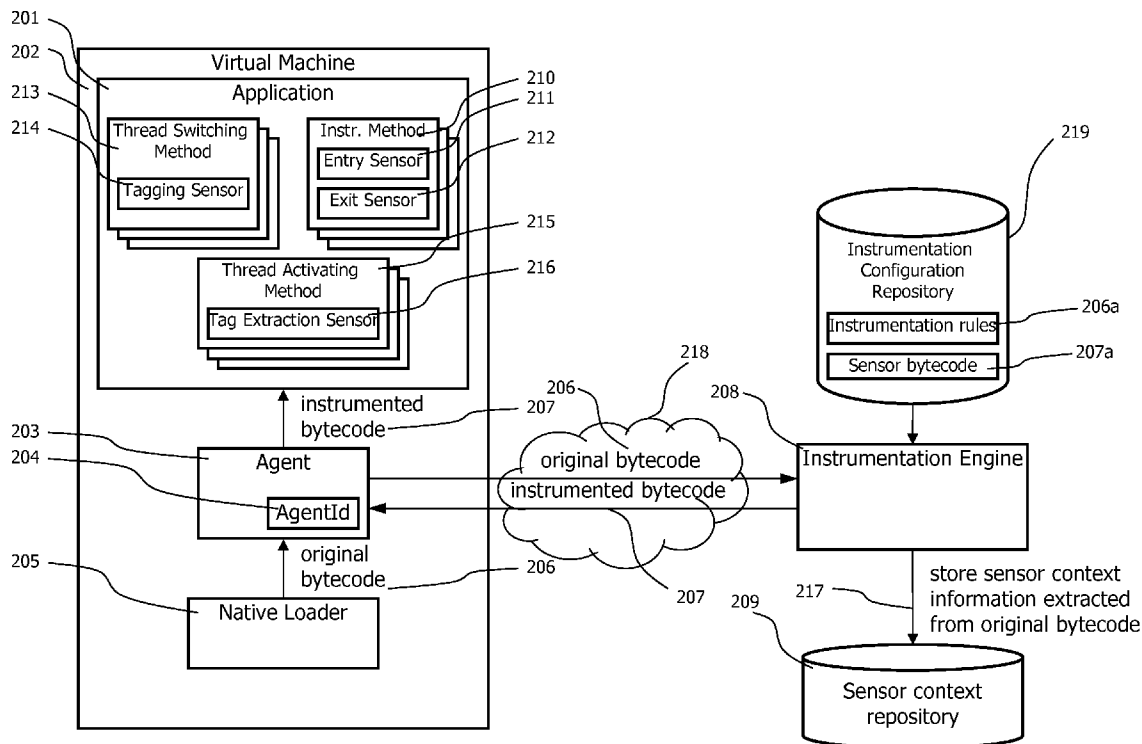 201
202
Virtual Machine
Application
213
214
Thread Switching
Method
Tagging Sensor
Instr. Method
Entry Sensor
Exit Sensor
210
211
212
Thread Activating
Method
Tag Extraction Sensor
215
216
219
Instrumentation
Configuration
Repository
Instrumentation rules
Sensor bytecode
206a
207a
instrumented
bytecode
207
203
204
Agent
AgentId
206
218
original bytecode
instrumented bytecode
207
208
Instrumentation Engine
original
bytecode
206
205
Native Loader
217
store sensor context
information extracted
from original bytecode
209
Sensor context
repository